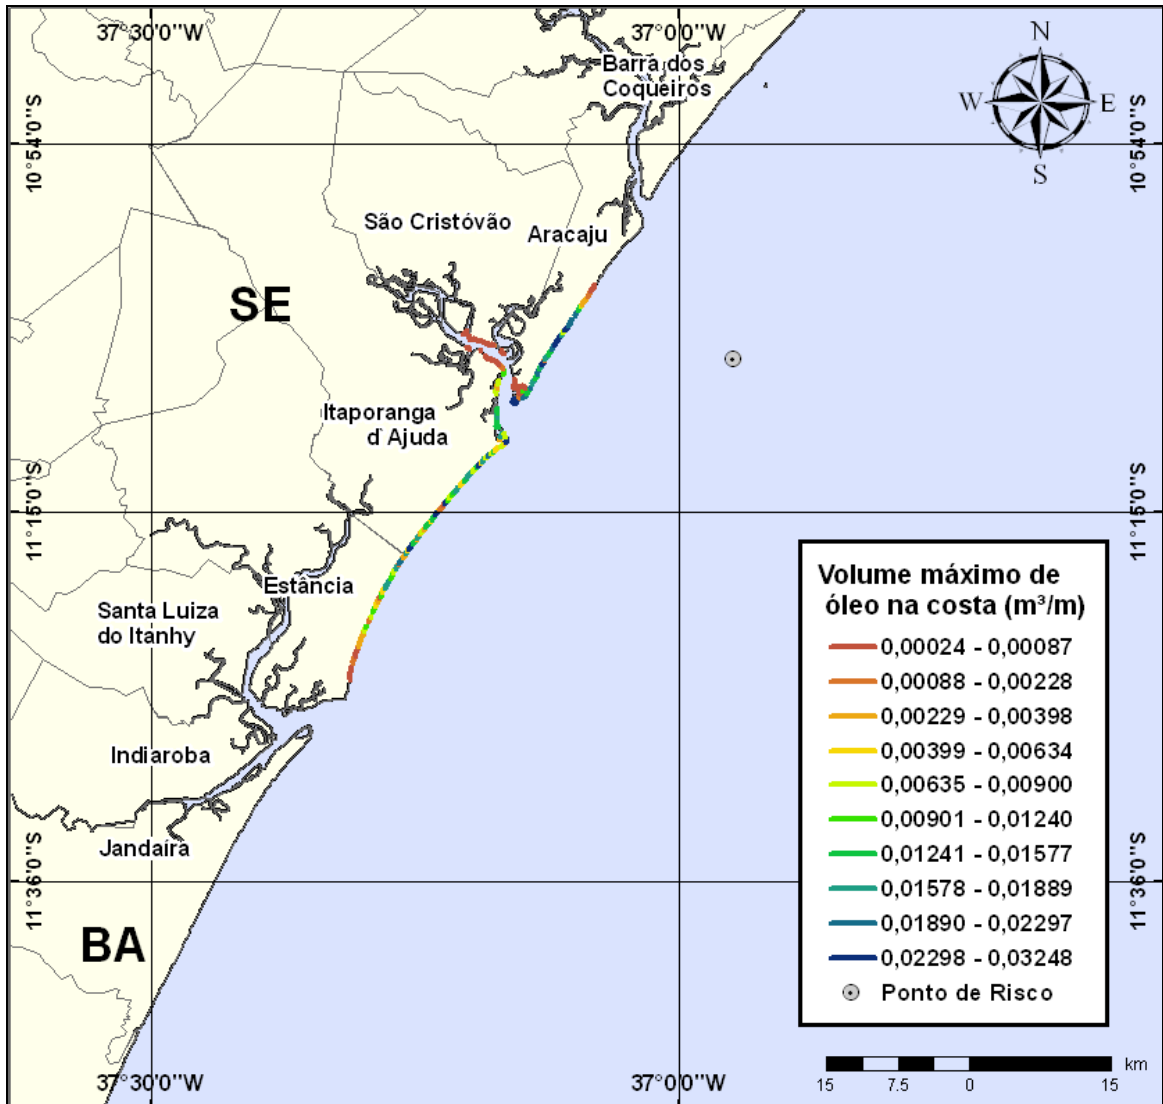 37°30'0"W
37°00'0"W
N
W
E
S
Barra dos
Coqueiros
10°54'0"S
10°54'0"S
São Cristóvão
Aracaju
SE
Itaporanga
d`Ajuda
11°15'0"S
11°15'0"S
Estância
Santa Luiza
do Itanhy
Indiaroba
Jandaíra
11°36'0"S
11°36'0"S
BA
Volume máximo de
óleo na costa (m³/m)
0,00024 - 0,00087
0,00088 - 0,00228
0,00229 - 0,00398
0,00399 - 0,00634
0,00635 - 0,00900
0,00901 - 0,01240
0,01241 - 0,01577
0,01578 - 0,01889
0,01890 - 0,02297
0,02298 - 0,03248
Ponto de Risco
km
15 7.5 0 15
37°30'0"W
37°00'0"W